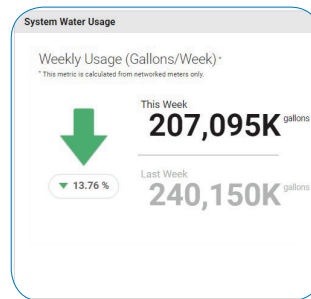 System Water Usage
Weekly Usage (Gallons/Week) *
* This metric is calculated from networked meters only.
This Week
207,095K gallons
▼ 13.76 %
Last Week
240,150K gallons